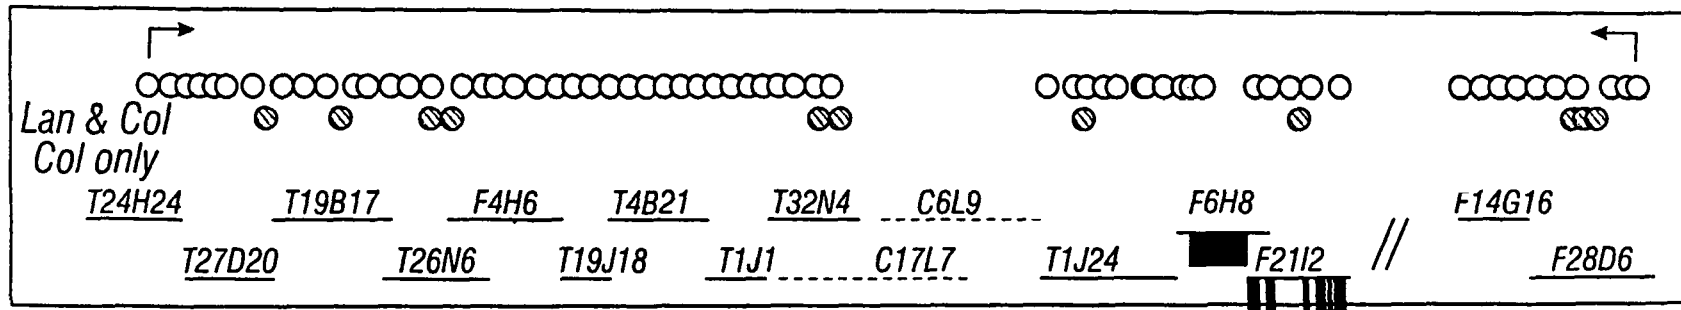 Lan & Col
Col only
T24H24 T19B17 F4H6 T4B21 T32N4 C6L9 F6H8 F14G16
T27D20 T26N6 T19J18 T1J1 C17L7 T1J24 F21I2 // F28D6